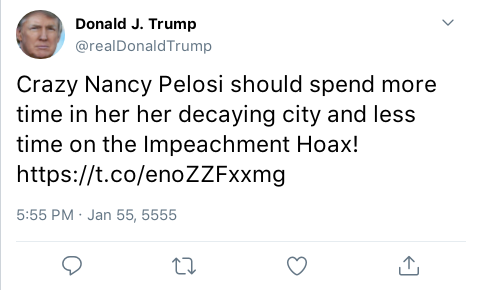 Donald J. Trump
@realDonaldTrump
Crazy Nancy Pelosi should spend more
time in her her decaying city and less
time on the Impeachment Hoax!
https://t.co/enoZZFxxmg
5:55 PM · Jan 55, 5555